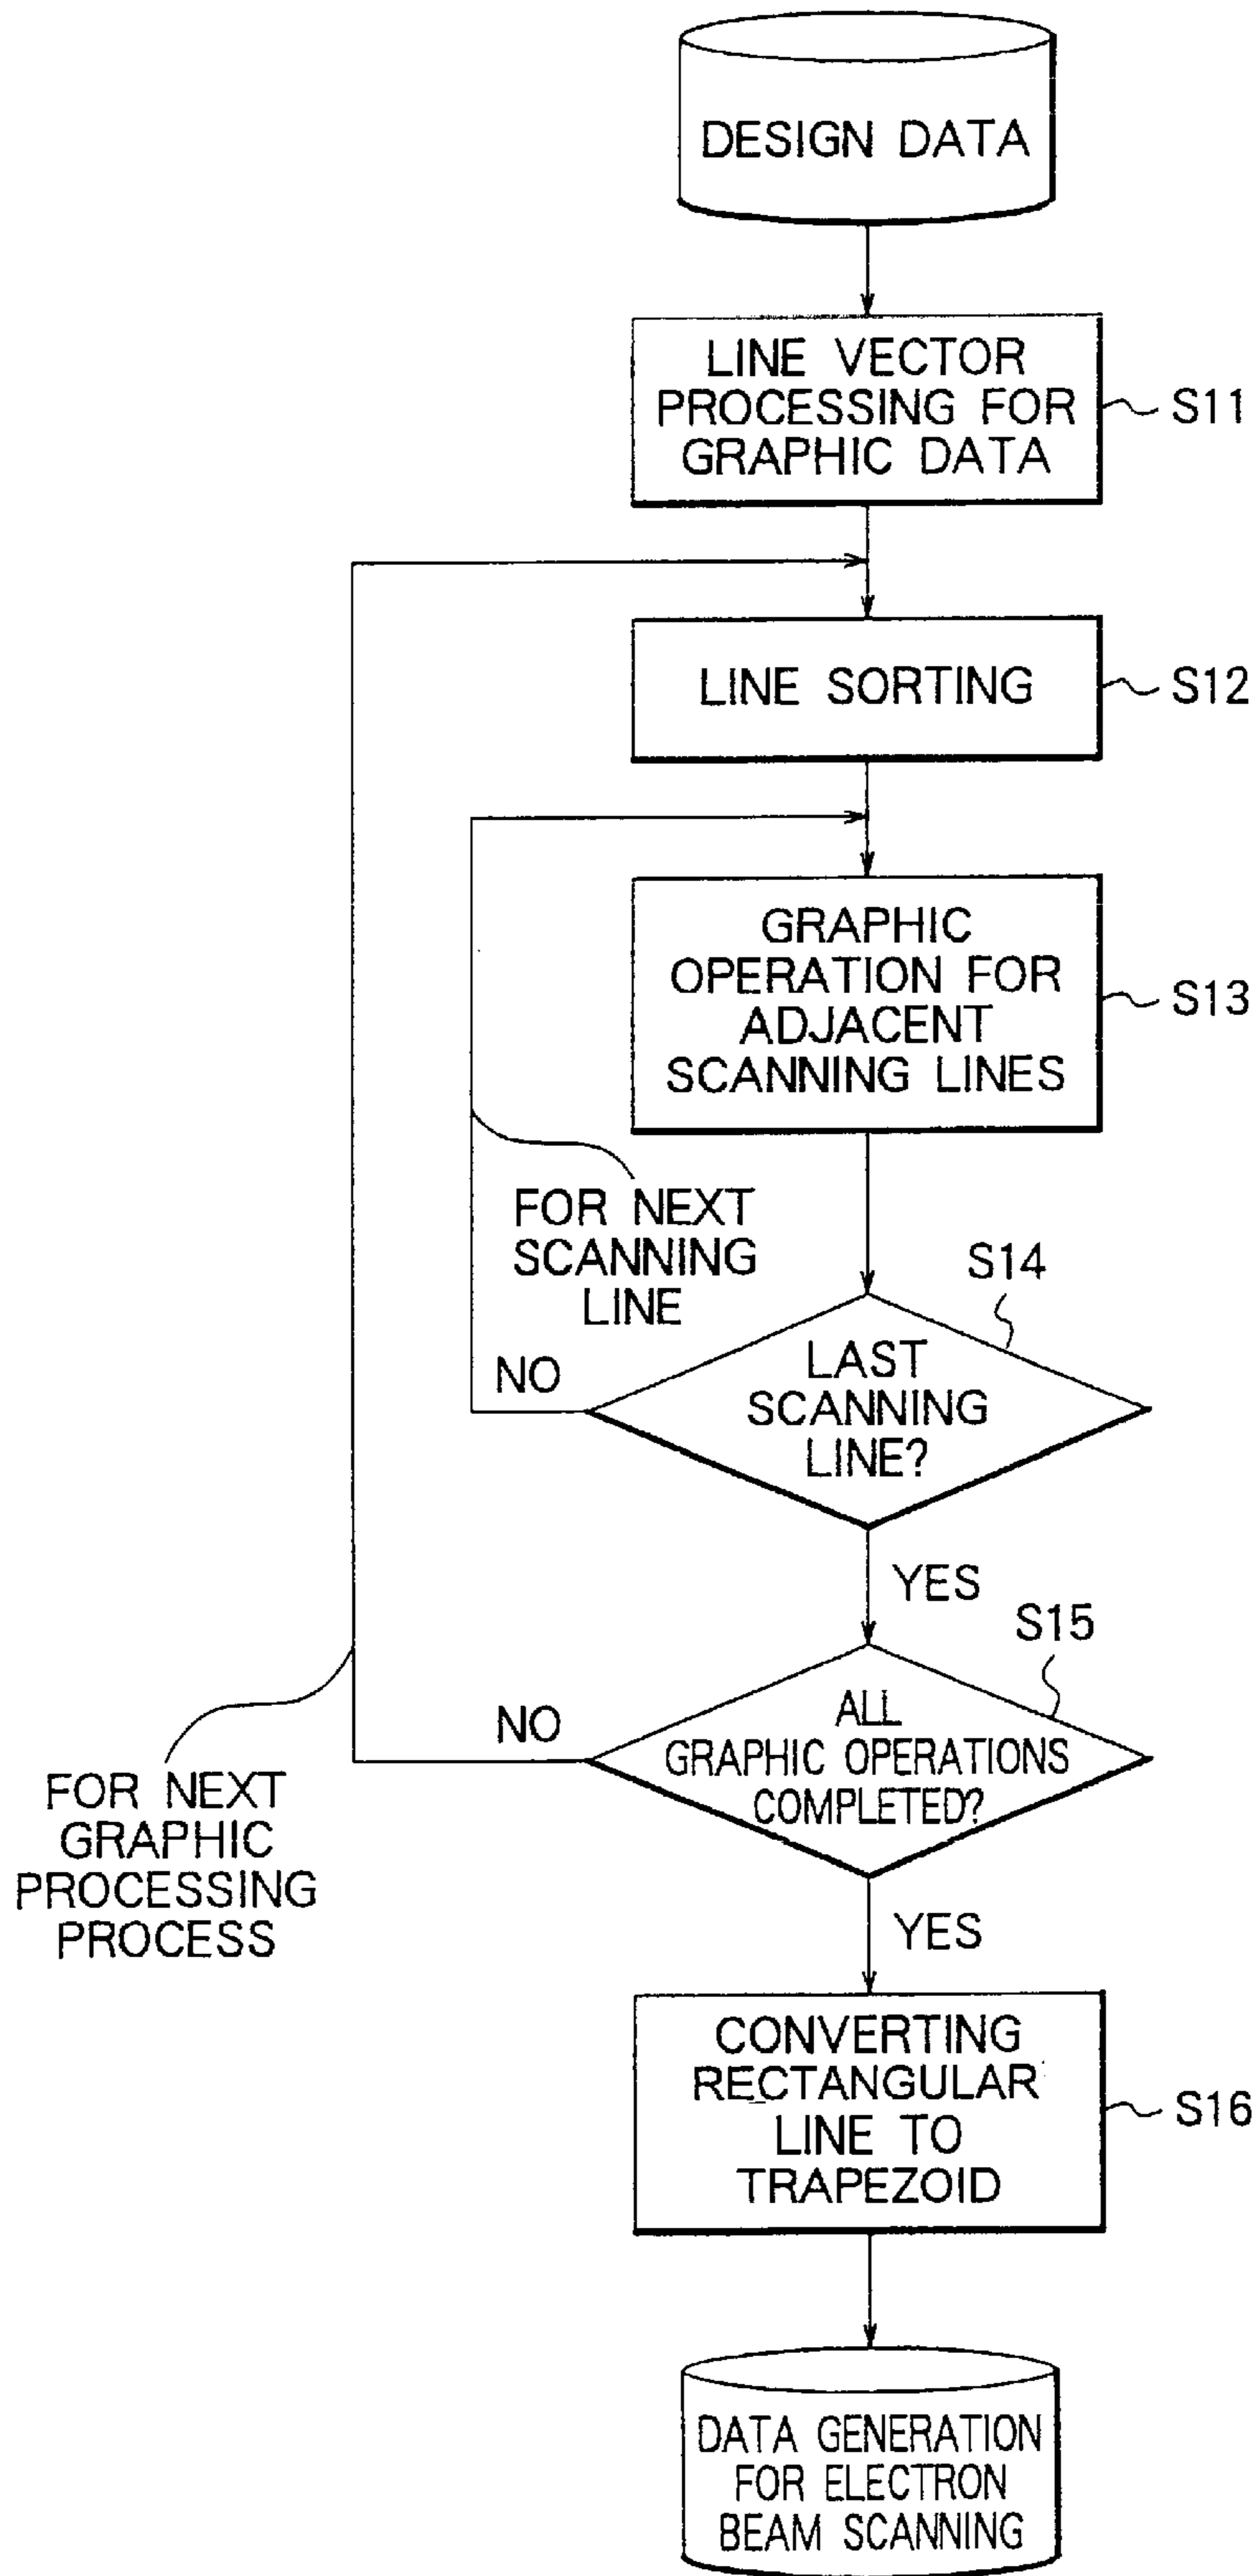 DESIGN DATA
LINE VECTOR
PROCESSING FOR
GRAPHIC DATA
S11
LINE SORTING
S12
GRAPHIC
OPERATION FOR
ADJACENT
SCANNING LINES
S13
FOR NEXT
SCANNING
LINE
S14
NO
LAST
SCANNING
LINE?
YES
S15
NO
ALL
GRAPHIC OPERATIONS
COMPLETED?
FOR NEXT
GRAPHIC
PROCESSING
PROCESS
YES
CONVERTING
RECTANGULAR
LINE TO
TRAPEZOID
S16
DATA GENERATION
FOR ELECTRON
BEAM SCANNING